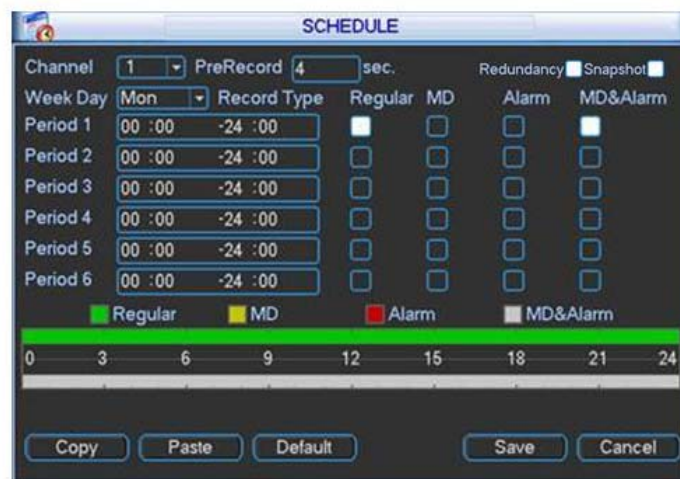 SCHEDULE
Channel 1 PreRecord 4 sec. Redundancy Snapshot
Week Day Mon Record Type Regular MD Alarm MD&Alarm
Period 1 00 :00 -24 :00
Period 2 00 :00 -24 :00
Period 3 00 :00 -24 :00
Period 4 00 :00 -24 :00
Period 5 00 :00 -24 :00
Period 6 00 :00 -24 :00
Regular MD Alarm MD&Alarm
0 3 6 9 12 15 18 21 24
Copy Paste Default Save Cancel